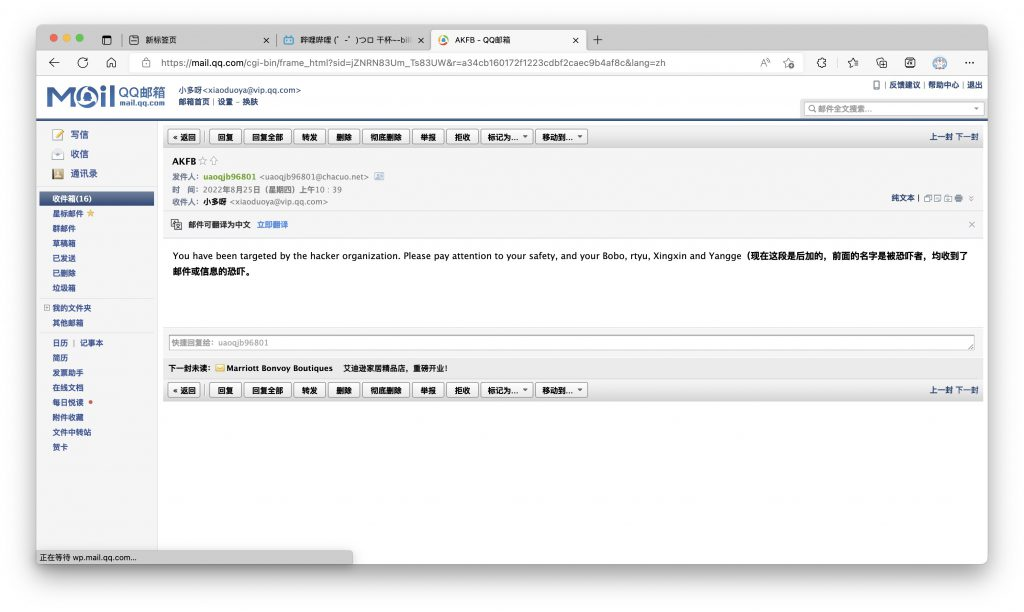 新标签页
哔哩哔哩 (゜-゜)つロ 干杯~-bili
AKFB - QQ邮箱
https://mail.qq.com/cgi-bin/frame_html?sid=jZNRN83Um_Ts83UW&r=a34cb160172f1223cdbf2caec9b4af8c&lang=zh
Mail QQ邮箱 mail.qq.com
小多呀<xiaoduoya@vip.qq.com>
邮箱首页 | 设置 - 换肤
反馈建议 | 帮助中心 | 退出
邮件全文搜索...
写信
收信
通讯录
收件箱(16)
星标邮件
群邮件
草稿箱
已发送
已删除
垃圾箱
我的文件夹
其他邮箱
日历 | 记事本
简历
发票助手
在线文档
每日悦读
附件收藏
文件中转站
贺卡
« 返回 回复 回复全部 转发 删除 彻底删除 举报 拒收 标记为... 移动到... 上一封 下一封
AKFB
发件人: uaoqjb96801 <uaoqjb96801@chacuo.net>
时 间: 2022年8月25日 (星期四) 上午10:39
收件人: 小多呀 <xiaoduoya@vip.qq.com>
纯文本 |
邮件可翻译为中文 立即翻译
You have been targeted by the hacker organization. Please pay attention to your safety, and your Bobo, rtyu, Xingxin and Yangge（现在这段是后加的，前面的名字是被恐吓者，均收到了
邮件或信息的恐吓。
快捷回复给: uaoqjb96801
下一封未读: Marriott Bonvoy Boutiques 艾迪逊家居精品店，重磅开业！
« 返回 回复 回复全部 转发 删除 彻底删除 举报 拒收 标记为... 移动到... 上一封 下一封
正在等待 wp.mail.qq.com...